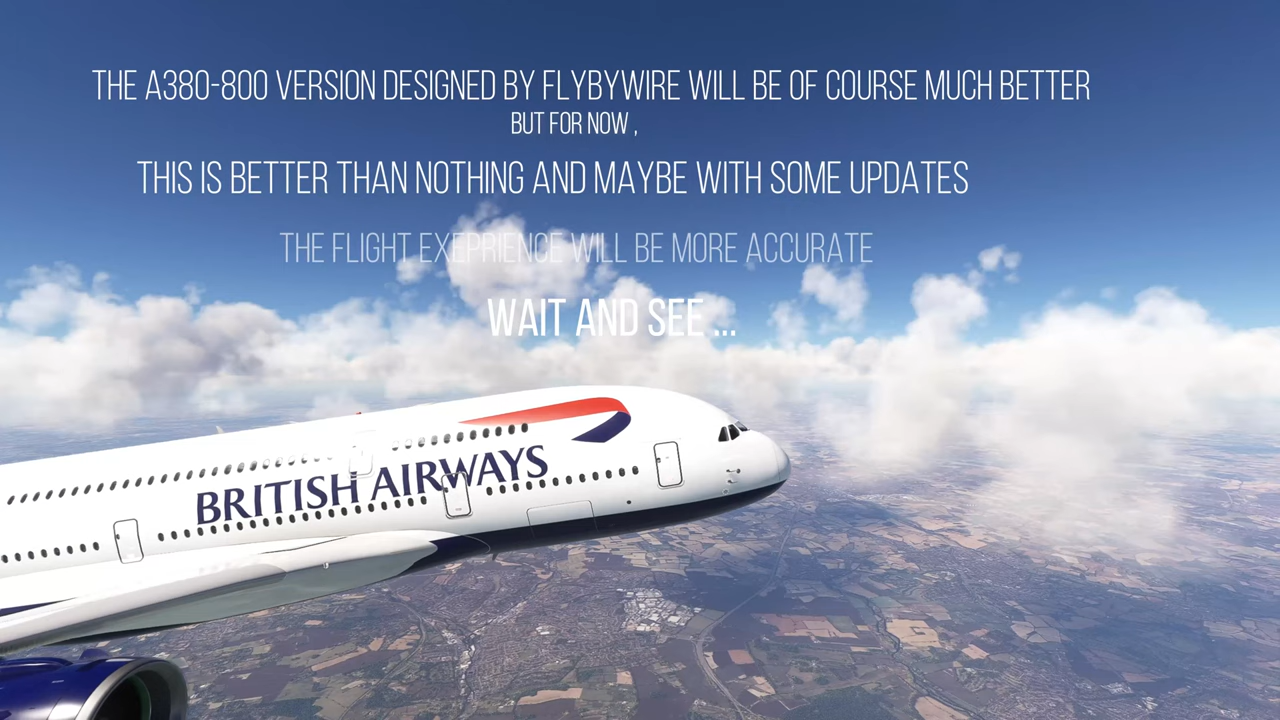 THE A380-800 VERSION DESIGNED BY FLYBYWIRE WILL BE OF COURSE MUCH BETTER
BUT FOR NOW ,
THIS IS BETTER THAN NOTHING AND MAYBE WITH SOME UPDATES
THE FLIGHT EXEPRIENCE WILL BE MORE ACCURATE
WAIT AND SEE ...
BRITISH AIRWAYS